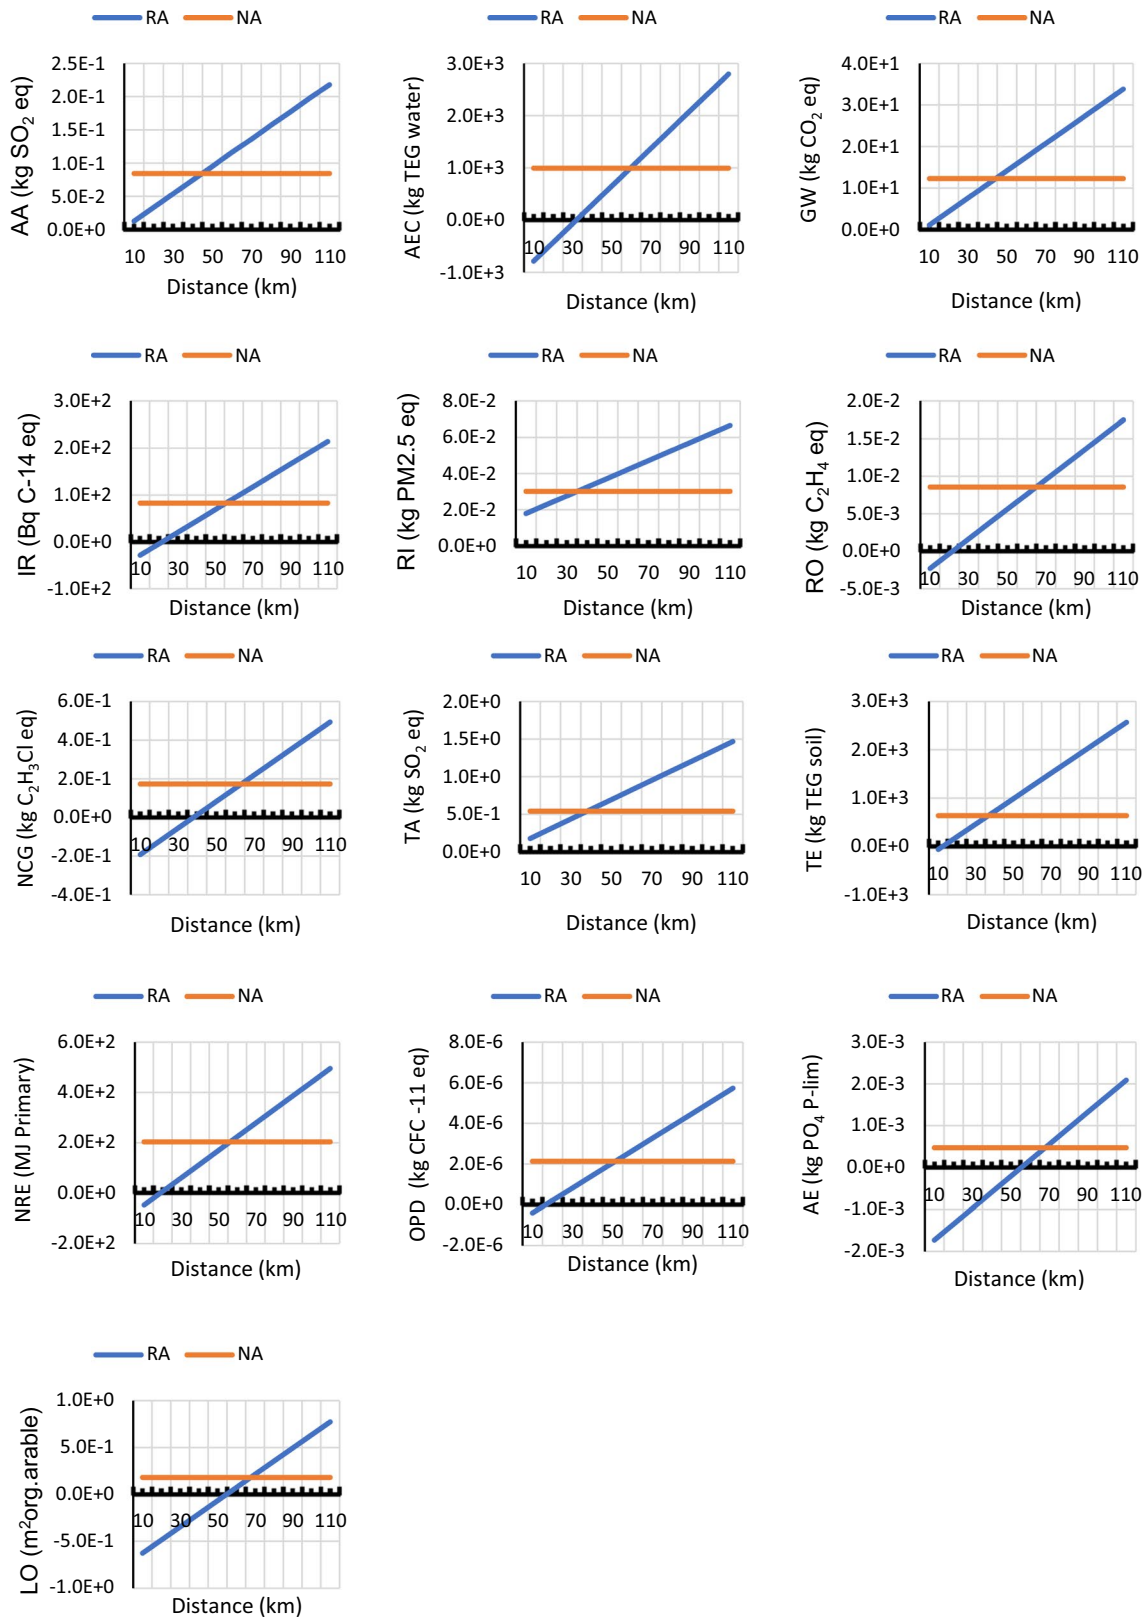 RA NA
AA (kg SO₂ eq)
2.5E-1
2.0E-1
1.5E-1
1.0E-1
5.0E-2
0.0E+0
10 30 50 70 90 110
Distance (km)
RA NA
AEC (kg TEG water)
3.0E+3
2.0E+3
1.0E+3
0.0E+0
-1.0E+3
10 30 50 70 90 110
Distance (km)
RA NA
GW (kg CO₂ eq)
4.0E+1
3.0E+1
2.0E+1
1.0E+1
0.0E+0
10 30 50 70 90 110
Distance (km)
RA NA
IR (Bq C-14 eq)
3.0E+2
2.0E+2
1.0E+2
0.0E+0
-1.0E+2
10 30 50 70 90 110
Distance (km)
RA NA
RI (kg PM2.5 eq)
8.0E-2
6.0E-2
4.0E-2
2.0E-2
0.0E+0
10 30 50 70 90 110
Distance (km)
RA NA
RO (kg C₂H₄ eq)
2.0E-2
1.5E-2
1.0E-2
5.0E-3
0.0E+0
-5.0E-3
10 30 50 70 90 110
Distance (km)
RA NA
NCG (kg C₂H₃Cl eq)
6.0E-1
4.0E-1
2.0E-1
0.0E+0
-2.0E-1
-4.0E-1
10 30 50 70 90 110
Distance (km)
RA NA
TA (kg SO₂ eq)
2.0E+0
1.5E+0
1.0E+0
5.0E-1
0.0E+0
10 30 50 70 90 110
Distance (km)
RA NA
TE (kg TEG soil)
3.0E+3
2.0E+3
1.0E+3
0.0E+0
-1.0E+3
10 30 50 70 90 110
Distance (km)
RA NA
NRE (MJ Primary)
6.0E+2
4.0E+2
2.0E+2
0.0E+0
-2.0E+2
10 30 50 70 90 110
Distance (km)
RA NA
OPD (kg CFC -11 eq)
8.0E-6
6.0E-6
4.0E-6
2.0E-6
0.0E+0
-2.0E-6
10 30 50 70 90 110
Distance (km)
RA NA
AE (kg PO₄ P-lim)
3.0E-3
2.0E-3
1.0E-3
0.0E+0
-1.0E-3
-2.0E-3
10 30 50 70 90 110
Distance (km)
RA NA
LO (m²org.arable)
1.0E+0
5.0E-1
0.0E+0
-5.0E-1
-1.0E+0
10 30 50 70 90 110
Distance (km)